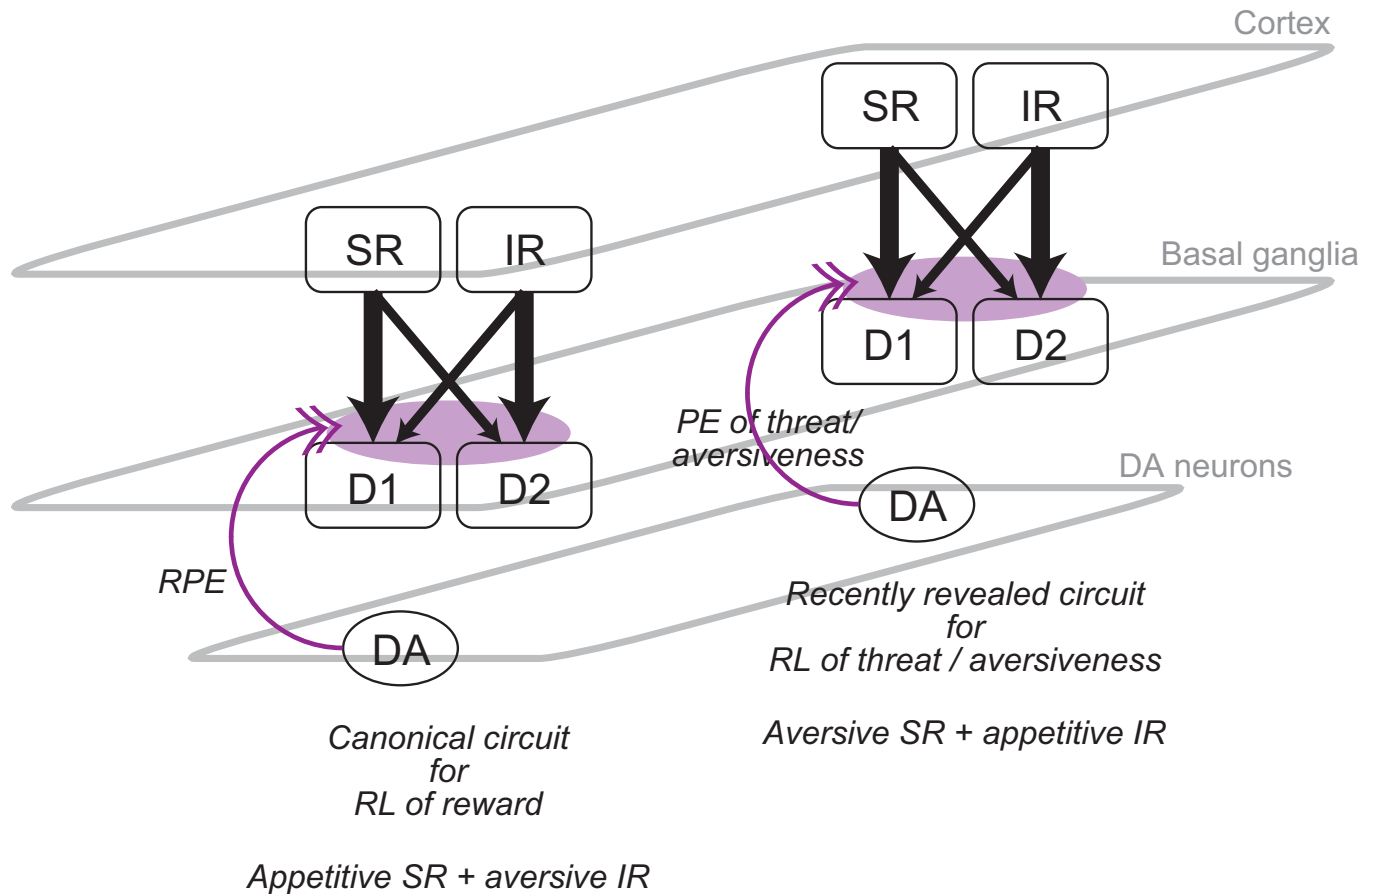 Cortex
SR
IR
SR
IR
Basal ganglia
D1
D2
PE of threat/
aversiveness
DA neurons
D1
D2
DA
RPE
Recently revealed circuit
for
RL of threat / aversiveness
DA
Aversive SR + appetitive IR
Canonical circuit
for
RL of reward
Appetitive SR + aversive IR